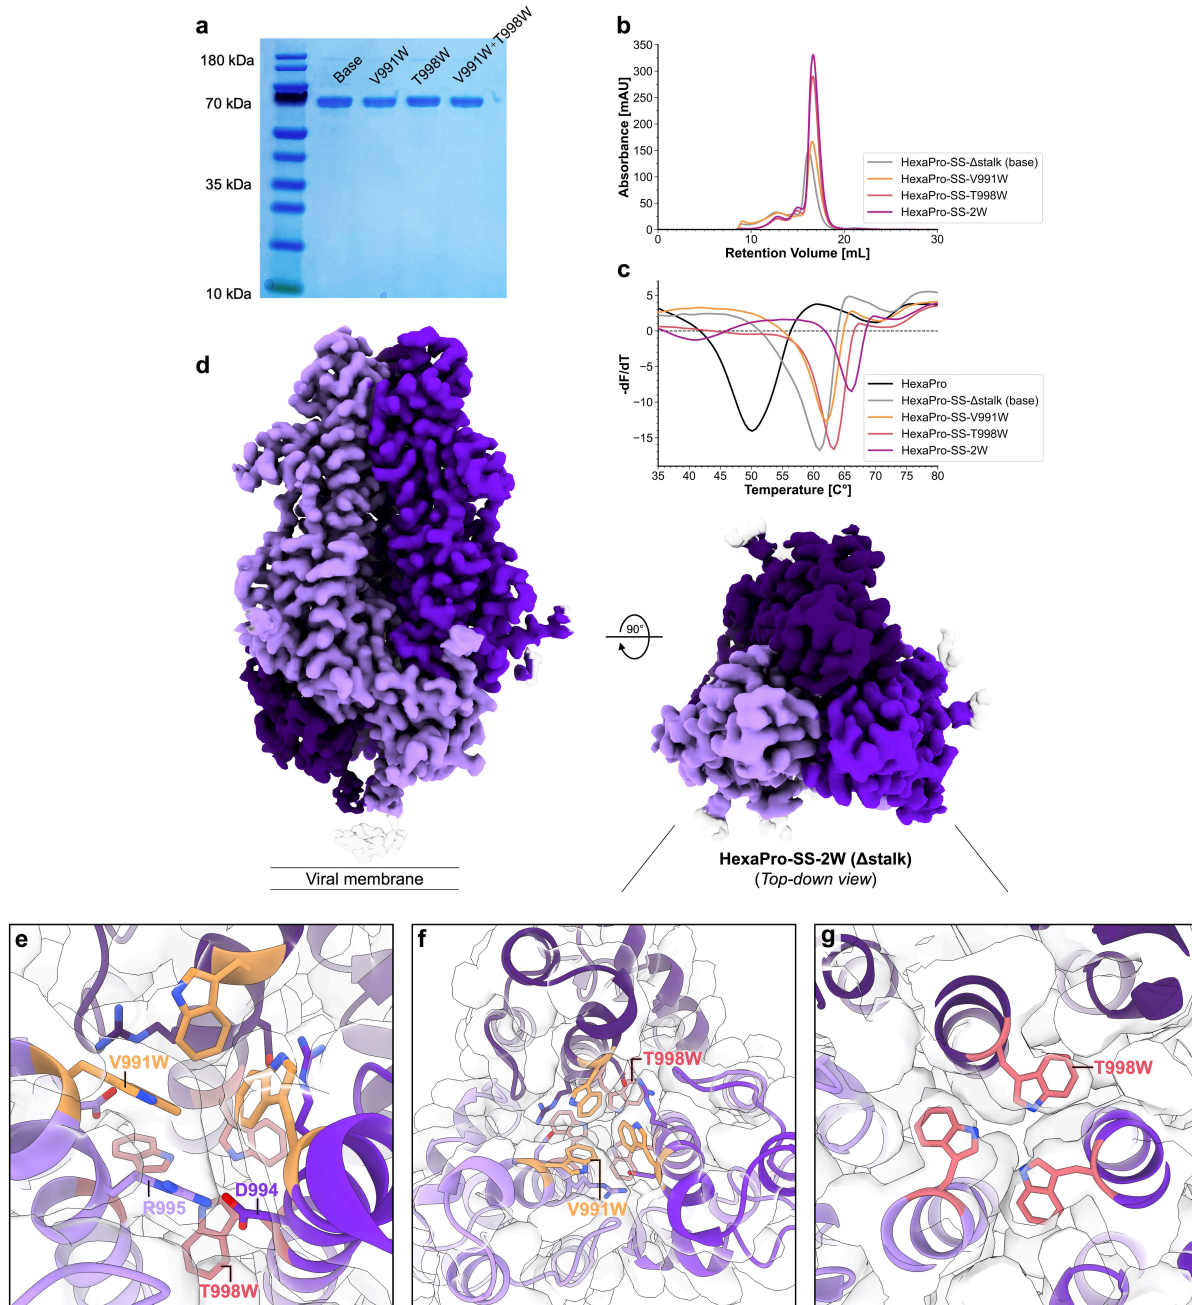 a
180 kDa
70 kDa
35 kDa
10 kDa
Base
V991W
T998W
V991W+T998W
b
Absorbance [mAU]
350
300
250
200
150
100
50
0
0
10
20
30
Retention Volume [mL]
HexaPro-SS-Δstalk (base)
HexaPro-SS-V991W
HexaPro-SS-T998W
HexaPro-SS-2W
c
-dF/dT
5
0
−5
−10
−15
35
40
45
50
55
60
65
70
75
80
Temperature [C°]
HexaPro
HexaPro-SS-Δstalk (base)
HexaPro-SS-V991W
HexaPro-SS-T998W
HexaPro-SS-2W
d
90°
Viral membrane
HexaPro-SS-2W (Δstalk)
(Top-down view)
e
V991W
R995
D994
T998W
f
T998W
V991W
g
T998W